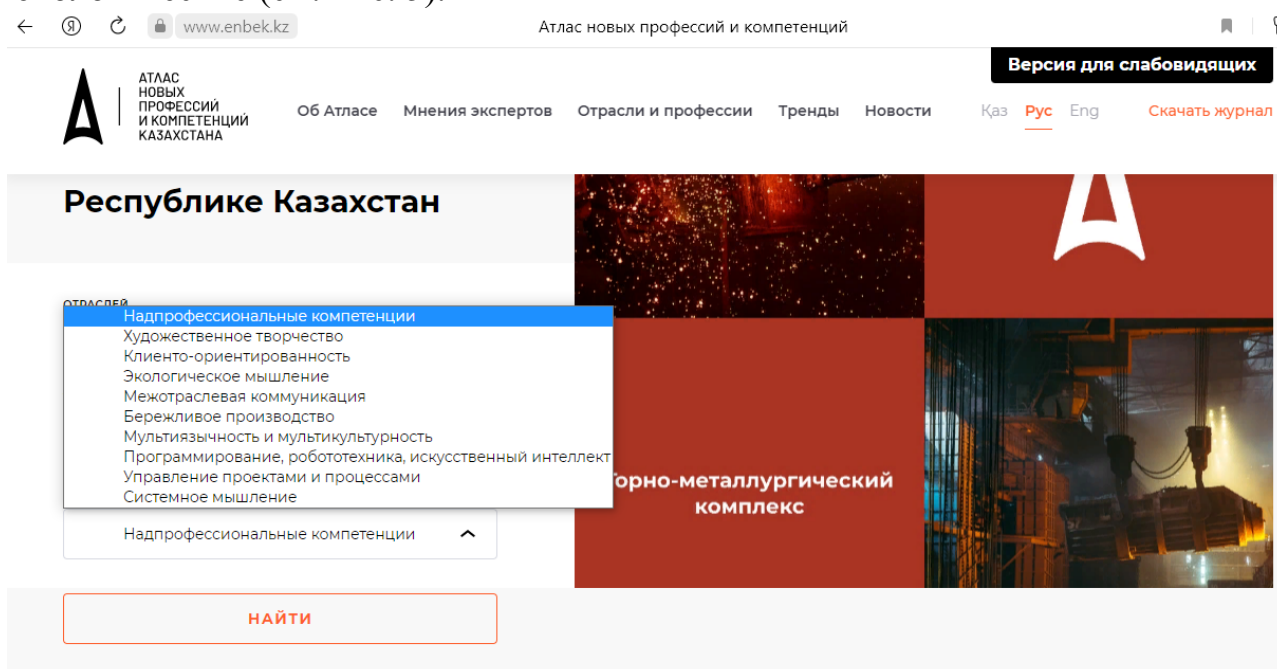 www.enbek.kz
Атлас новых профессий и компетенций
Версия для слабовидящих
АТЛАС
НОВЫХ
ПРОФЕССИЙ
И КОМПЕТЕНЦИЙ
КАЗАХСТАНА
Об Атласе Мнения экспертов Отрасли и профессии Тренды Новости Қаз Рус Eng Скачать журнал
Республике Казахстан
ОТРАСЛЕЙ
Надпрофессиональные компетенции
Художественное творчество
Клиенто-ориентированность
Экологическое мышление
Межотраслевая коммуникация
Бережливое производство
Мультиязычность и мультикультурность
Программирование, робототехника, искусственный интеллект
Управление проектами и процессами
Системное мышление
Горно-металлургический
комплекс
Надпрофессиональные компетенции
НАЙТИ